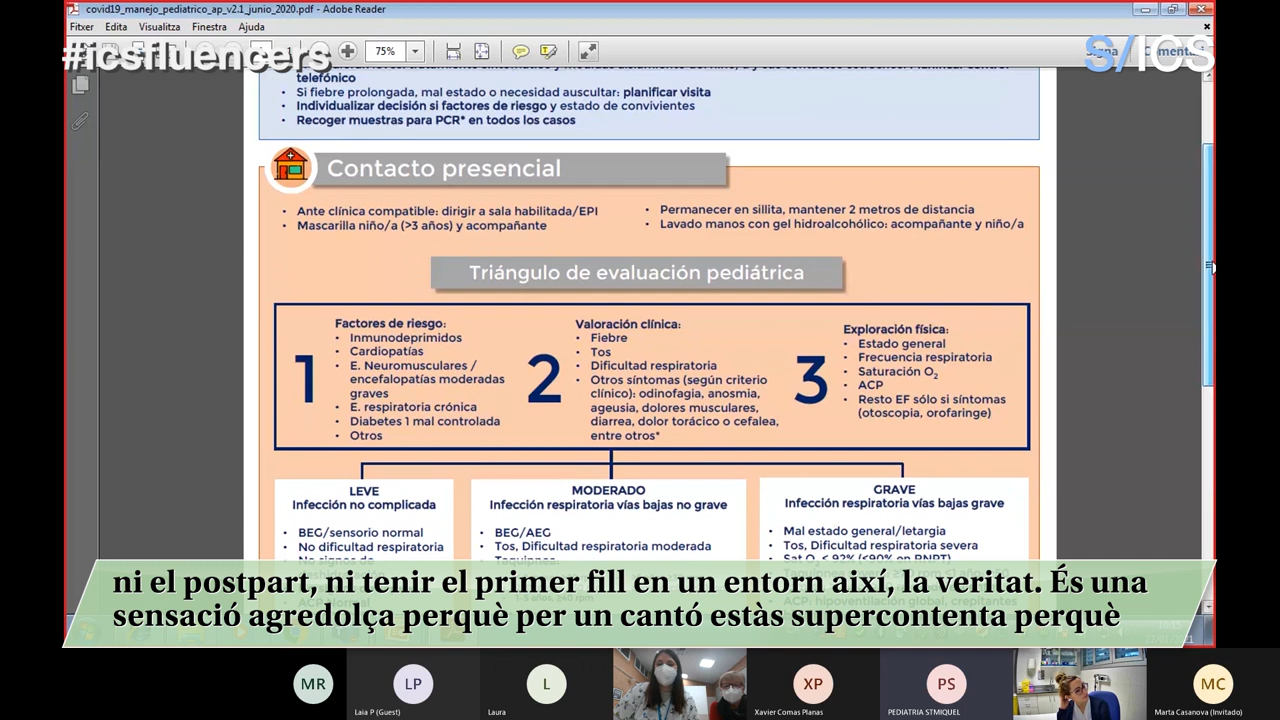 covid19_manejo_pediatrico_ap_v2.1_junio_2020.pdf - Adobe Reader
Fitxer Edita Visualitza Finestra Ajuda
#icsfluencers
75%
S/ICS
telefónico
• Si fiebre prolongada, mal estado o necesidad auscultar: planificar visita
• Individualizar decisión si factores de riesgo y estado de convivientes
• Recoger muestras para PCR* en todos los casos
Contacto presencial
• Ante clínica compatible: dirigir a sala habilitada/EPI
• Mascarilla niño/a (>3 años) y acompañante
• Permanecer en sillita, mantener 2 metros de distancia
• Lavado manos con gel hidroalcohólico: acompañante y niño/a
Triángulo de evaluación pediátrica
1
Factores de riesgo:
• Inmunodeprimidos
• Cardiopatías
• E. Neuromusculares /
encefalopatías moderadas
graves
• E. respiratoria crónica
• Diabetes 1 mal controlada
• Otros
2
Valoración clínica:
• Fiebre
• Tos
• Dificultad respiratoria
• Otros síntomas (según criterio
clínico): odinofagia, anosmia,
ageusia, dolores musculares,
diarrea, dolor torácico o cefalea,
entre otros*
3
Exploración física:
• Estado general
• Frecuencia respiratoria
• Saturación O2
• ACP
• Resto EF sólo si síntomas
(otoscopia, orofaringe)
LEVE
Infección no complicada
• BEG/sensorio normal
• No dificultad respiratoria
MODERADO
Infección respiratoria vías bajas no grave
• BEG/AEG
• Tos, Dificultad respiratoria moderada
GRAVE
Infección respiratoria vías bajas grave
• Mal estado general/letargia
• Tos, Dificultad respiratoria severa
ni el postpart, ni tenir el primer fill en un entorn així, la veritat. És una
sensació agredolça perquè per un cantó estàs supercontenta perquè
MR
LP
Laia P (Guest)
L
Laura
XP
Xavier Comas Planas
PS
PEDIATRIA STMIQUEL
MC
Marta Casanova (Invitado)